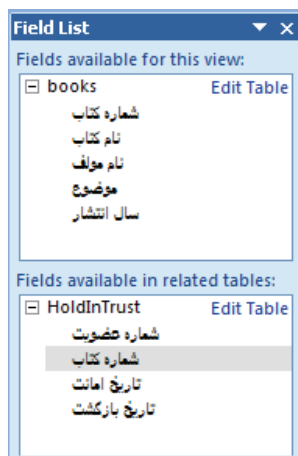 Field List
Fields available for this view:
books Edit Table
شماره کتاب
نام کتاب
نام مولف
موضوع
سال انتشار
Fields available in related tables:
HoldInTrust Edit Table
شماره عضویت
شماره کتاب
تاریخ امانت
تاریخ بازگشت